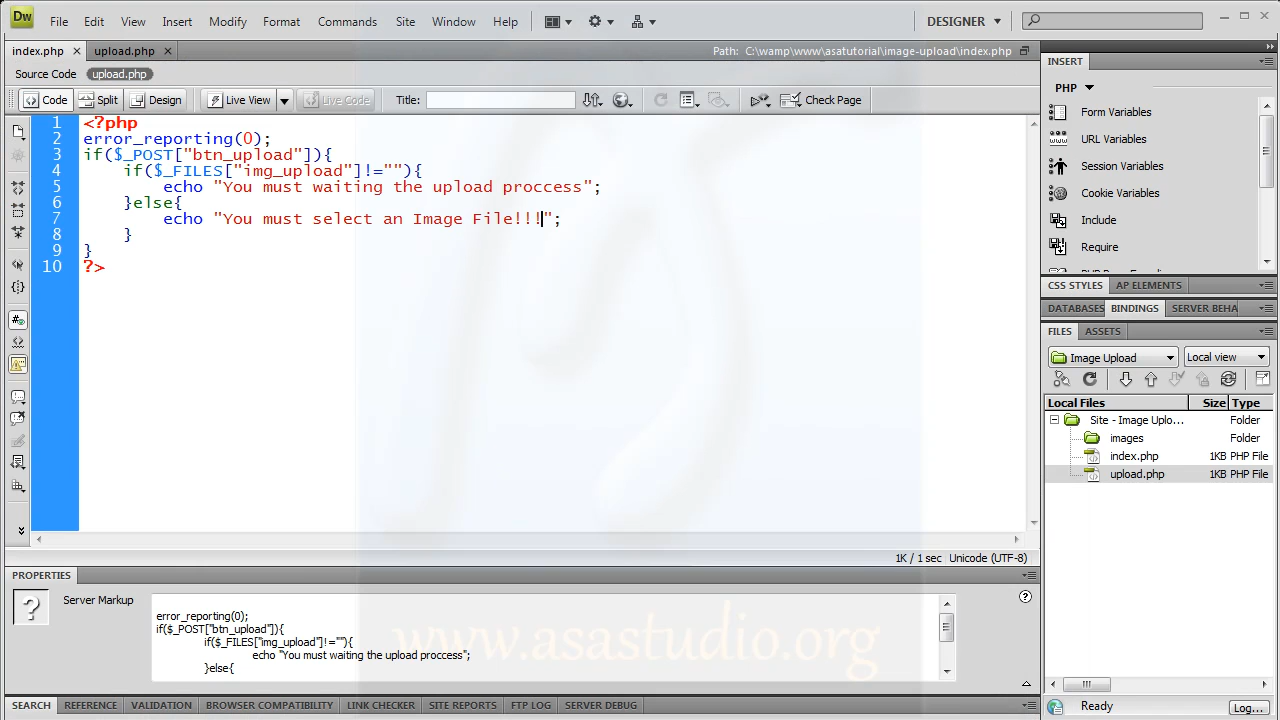 Dw File Edit View Insert Modify Format Commands Site Window Help DESIGNER
index.php upload.php Path: C:\wamp\www\asatutorial\image-upload\index.php
Source Code upload.php
Code Split Design Live View Live Code Title: Check Page
1 <?php
2 error_reporting(0);
3 if($_POST["btn_upload"]){
4 if($_FILES["img_upload"]!=""){
5 echo "You must waiting the upload proccess";
6 }else{
7 echo "You must select an Image File!!!";
8 }
9 }
10 ?>
1K / 1 sec Unicode (UTF-8)
PROPERTIES
Server Markup
error_reporting(0);
if($_POST["btn_upload"]){
if($_FILES["img_upload"]!=""){
echo "You must waiting the upload proccess";
}else{
www.asastudio.org
SEARCH REFERENCE VALIDATION BROWSER COMPATIBILITY LINK CHECKER SITE REPORTS FTP LOG SERVER DEBUG
INSERT
PHP
Form Variables
URL Variables
Session Variables
Cookie Variables
Echo
Include
Require
CSS STYLES AP ELEMENTS
DATABASES BINDINGS SERVER BEHA
FILES ASSETS
Image Upload Local view
Local Files Size Type
Site - Image Uplo... Folder
images Folder
index.php 1KB PHP File
upload.php 1KB PHP File
Ready Log...